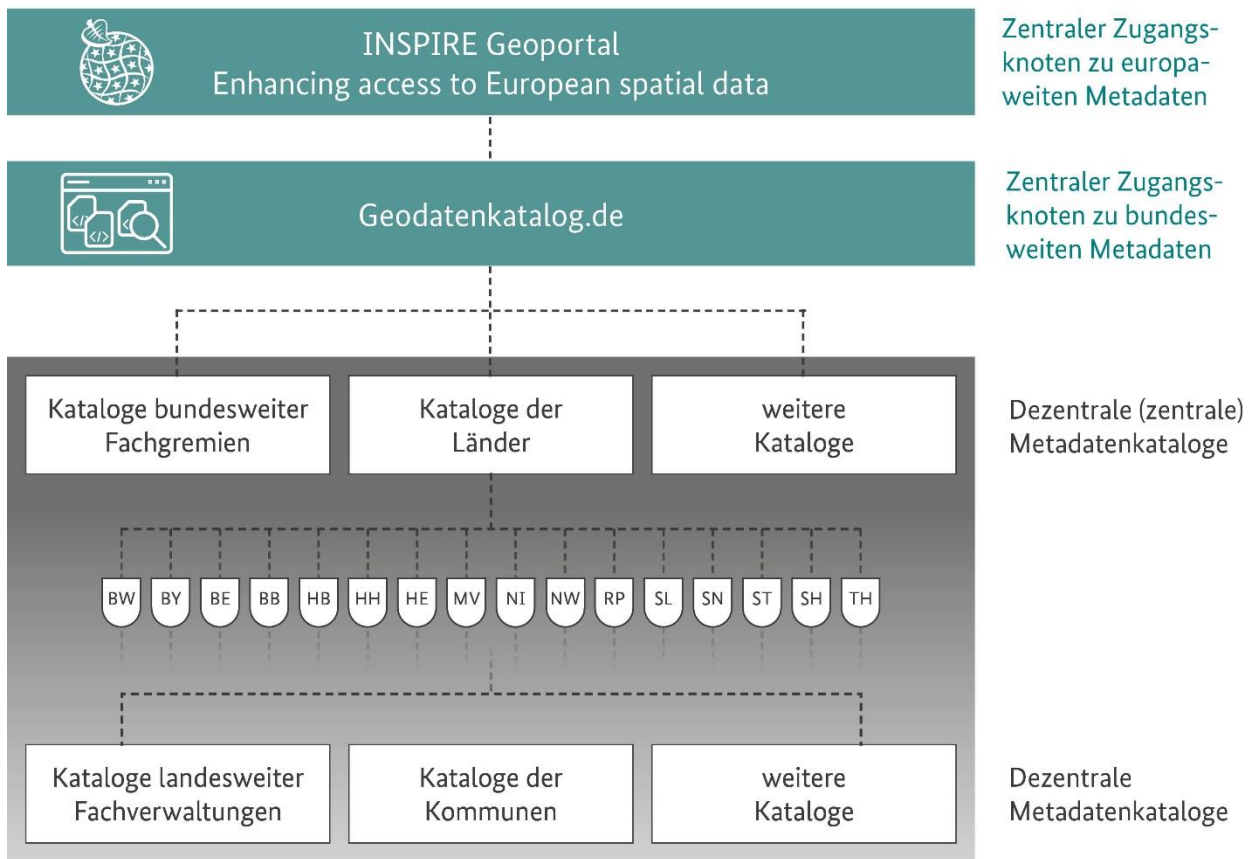 INSPIRE Geoportal
Enhancing access to European spatial data
Zentraler Zugangs-
knoten zu europa-
weiten Metadaten
</>
</>
</>
Geodatenkatalog.de
Zentraler Zugangs-
knoten zu bundes-
weiten Metadaten
Kataloge bundesweiter
Fachgremien
Kataloge der
Länder
weitere
Kataloge
Dezentrale (zentrale)
Metadatenkataloge
BW BY BE BB HB HH HE MV NI NW RP SL SN ST SH TH
Kataloge landesweiter
Fachverwaltungen
Kataloge der
Kommunen
weitere
Kataloge
Dezentrale
Metadatenkataloge